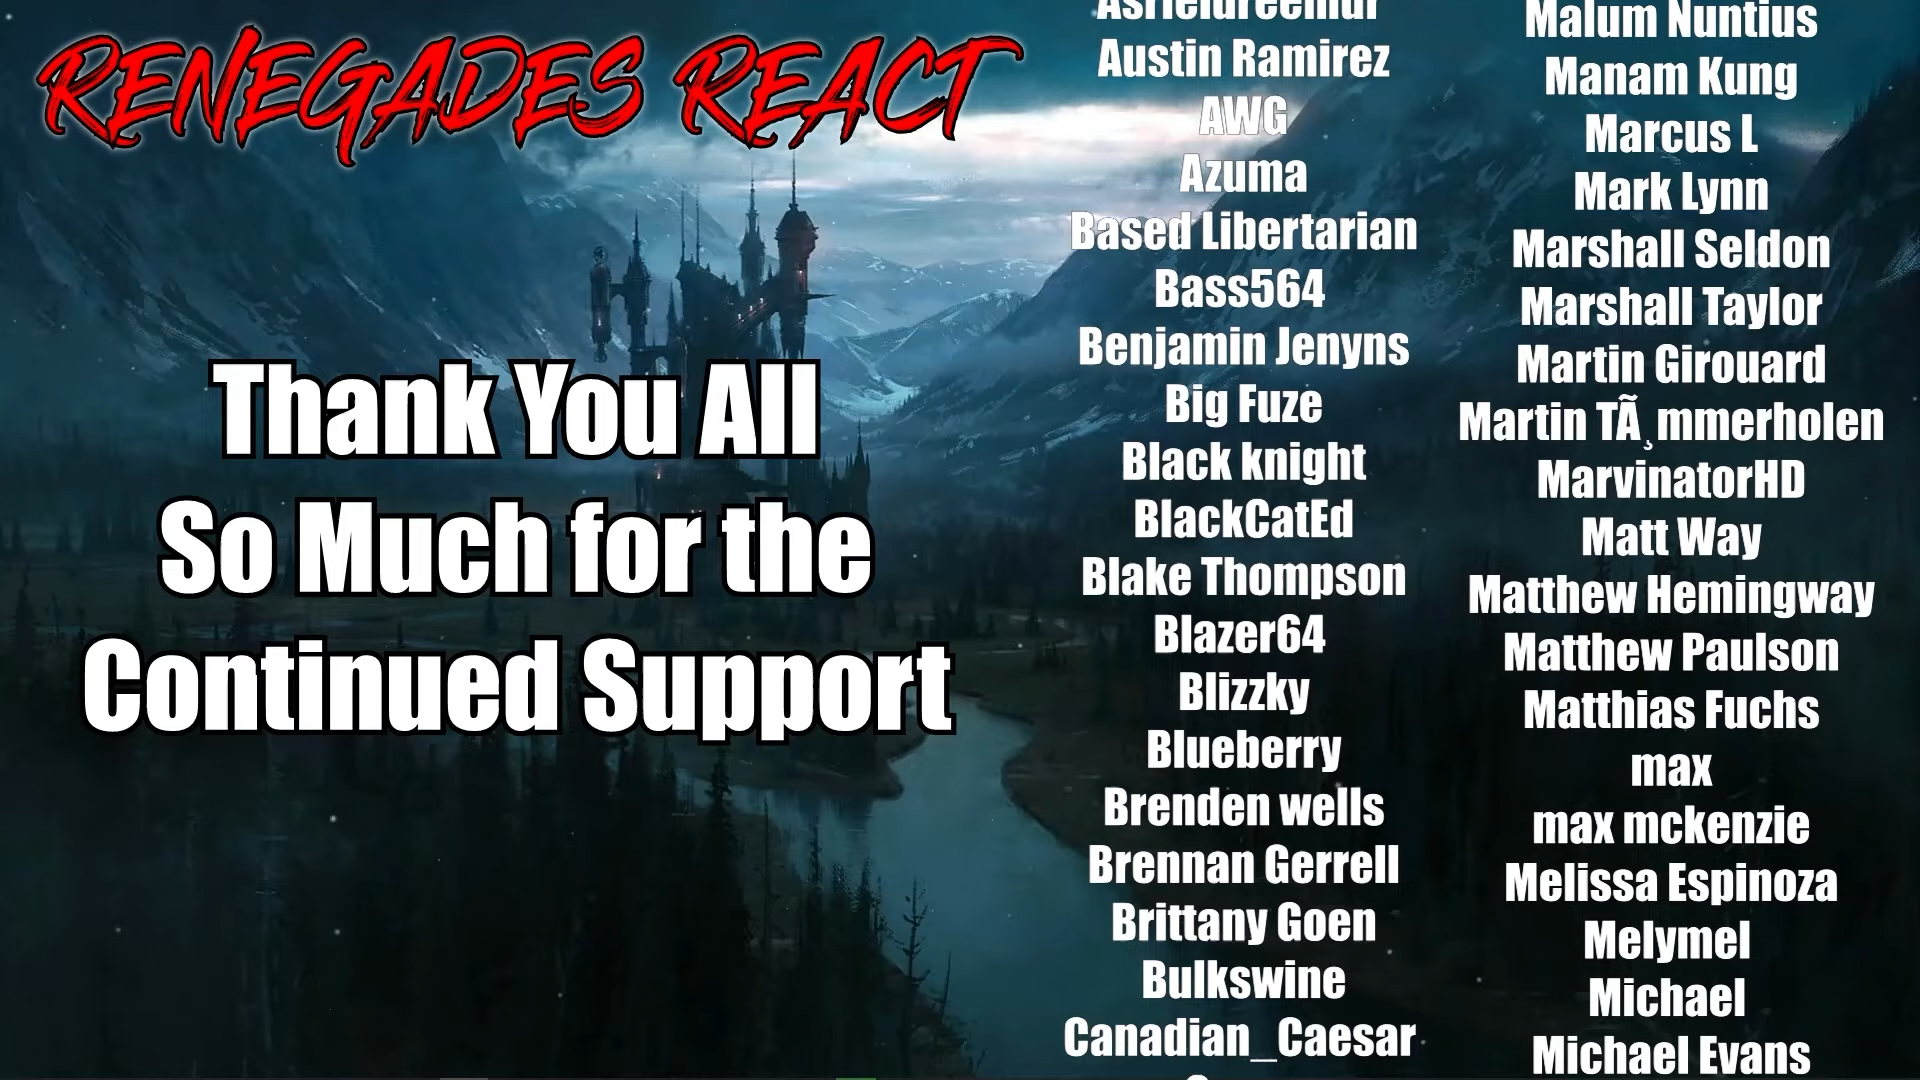 RENEGADES REACT
Thank You All
So Much for the
Continued Support
Austin Ramirez
AWG
Azuma
Based Libertarian
Bass564
Benjamin Jenyns
Big Fuze
Black knight
BlackCatEd
Blake Thompson
Blazer64
Blizzky
Blueberry
Brenden wells
Brennan Gerrell
Brittany Goen
Bulkswine
Canadian_Caesar
Malum Nuntius
Manam Kung
Marcus L
Mark Lynn
Marshall Seldon
Marshall Taylor
Martin Girouard
Martin TÃ¸mmerholen
MarvinatorHD
Matt Way
Matthew Hemingway
Matthew Paulson
Matthias Fuchs
max
max mckenzie
Melissa Espinoza
Melymel
Michael
Michael Evans